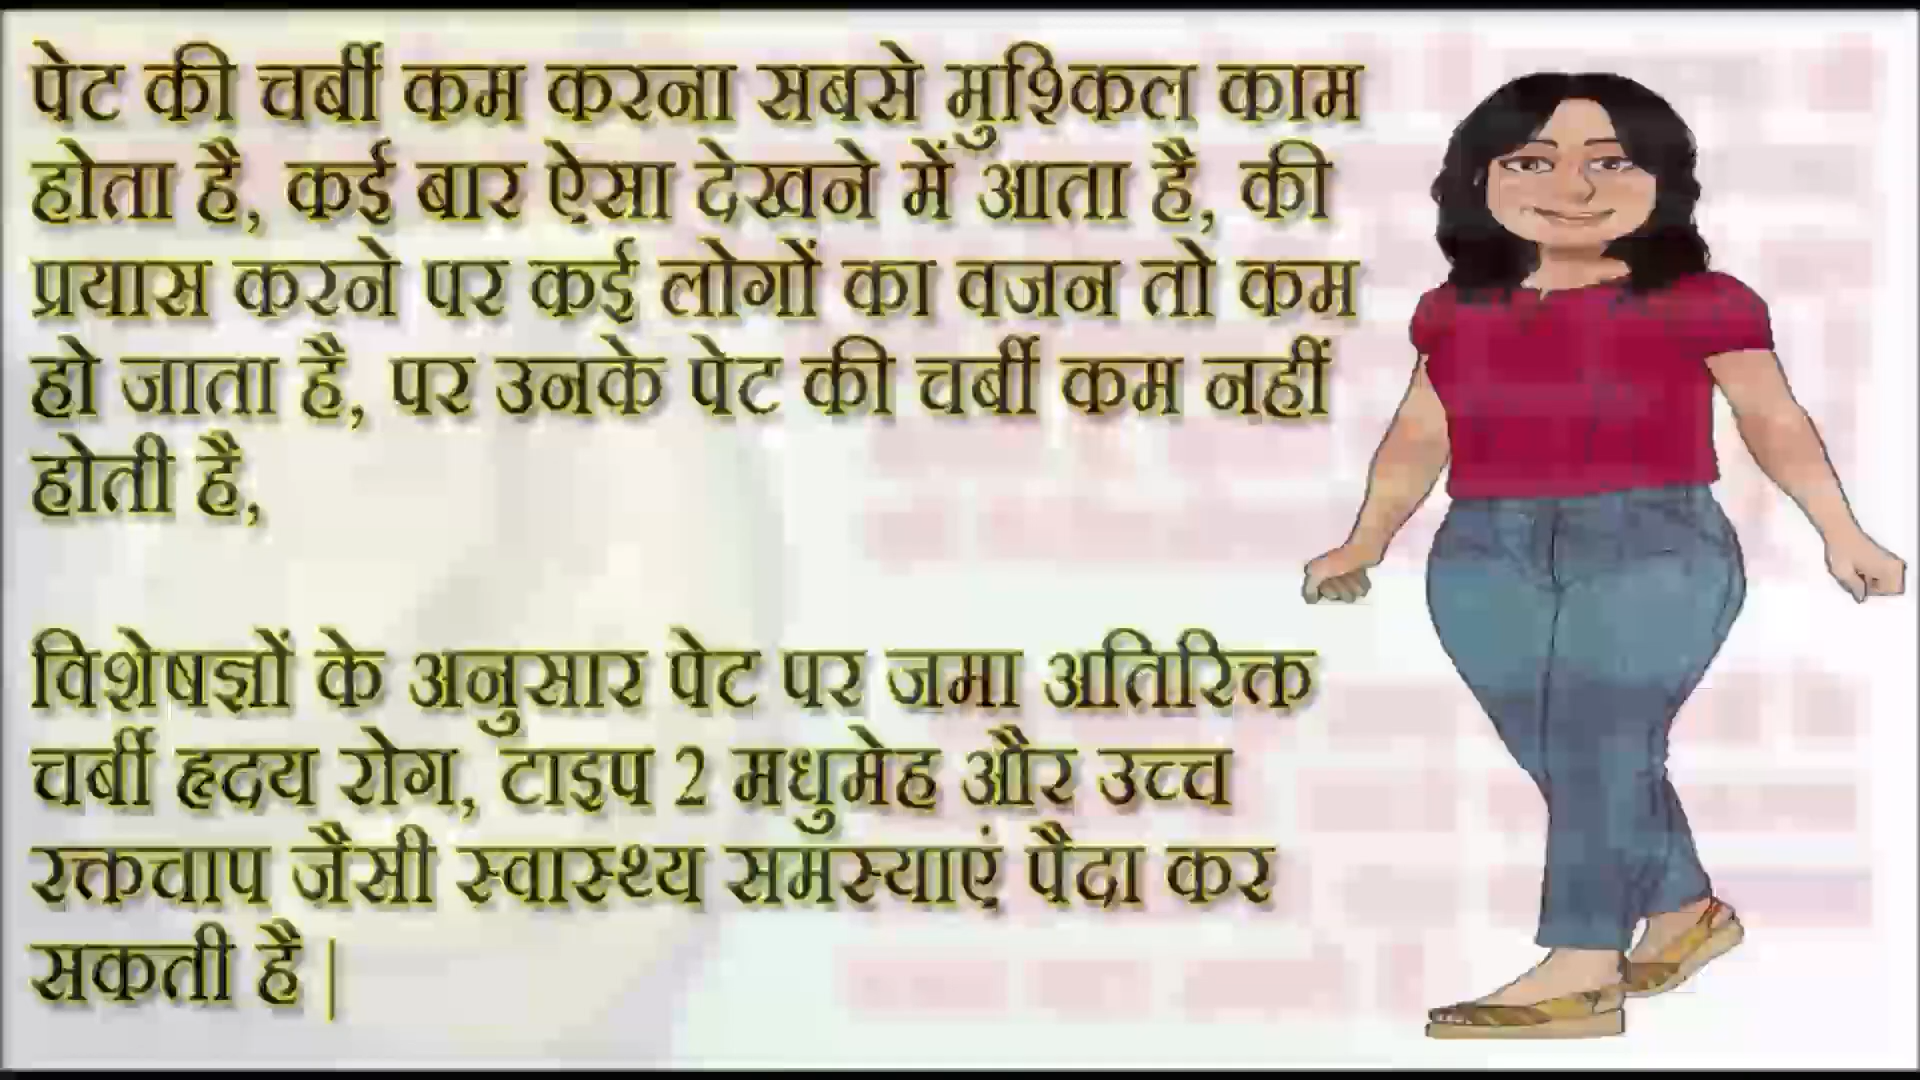 पेट की चर्बी कम करना सबसे मुश्किल काम
होता है, कई बार ऐसा देखने में आता है, की
प्रयास करने पर कई लोगों का वजन तो कम
हो जाता है, पर उनके पेट की चर्बी कम नहीं
होती है,
विशेषज्ञों के अनुसार पेट पर जमा अतिरिक्त
चर्बी हृदय रोग, टाइप 2 मधुमेह और उच्च
रक्तचाप जैसी स्वास्थ्य समस्याएं पैदा कर
सकती है |